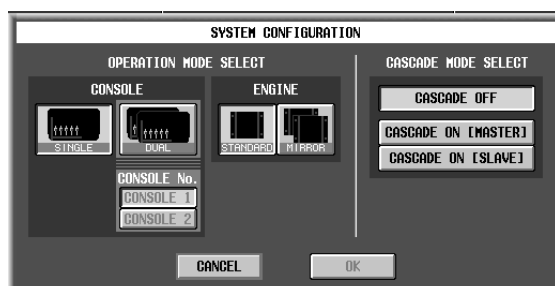 SYSTEM CONFIGURATION
OPERATION MODE SELECT
CONSOLE
SINGLE
DUAL
CONSOLE No.
CONSOLE 1
CONSOLE 2
ENGINE
STANDARD
MIRROR
CASCADE MODE SELECT
CASCADE OFF
CASCADE ON [MASTER]
CASCADE ON [SLAVE]
CANCEL
OK